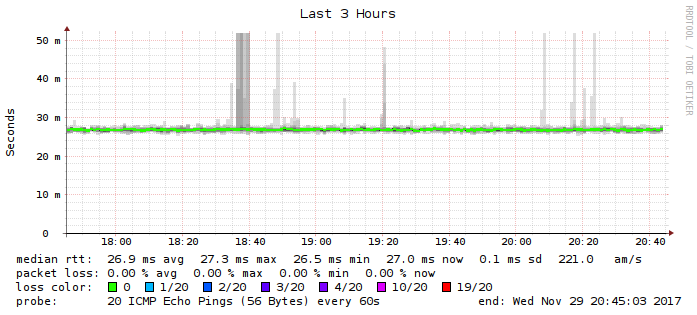 Last 3 Hours
RRDTOOL / TOBI OETIKER
Seconds
50 m
40 m
30 m
20 m
10 m
0
18:00 18:20 18:40 19:00 19:20 19:40 20:00 20:20 20:40
median rtt: 26.9 ms avg 27.3 ms max 26.5 ms min 27.0 ms now 0.1 ms sd 221.0 am/s
packet loss: 0.00 % avg 0.00 % max 0.00 % min 0.00 % now
loss color: 0 1/20 2/20 3/20 4/20 10/20 19/20
probe: 20 ICMP Echo Pings (56 Bytes) every 60s end: Wed Nov 29 20:45:03 2017